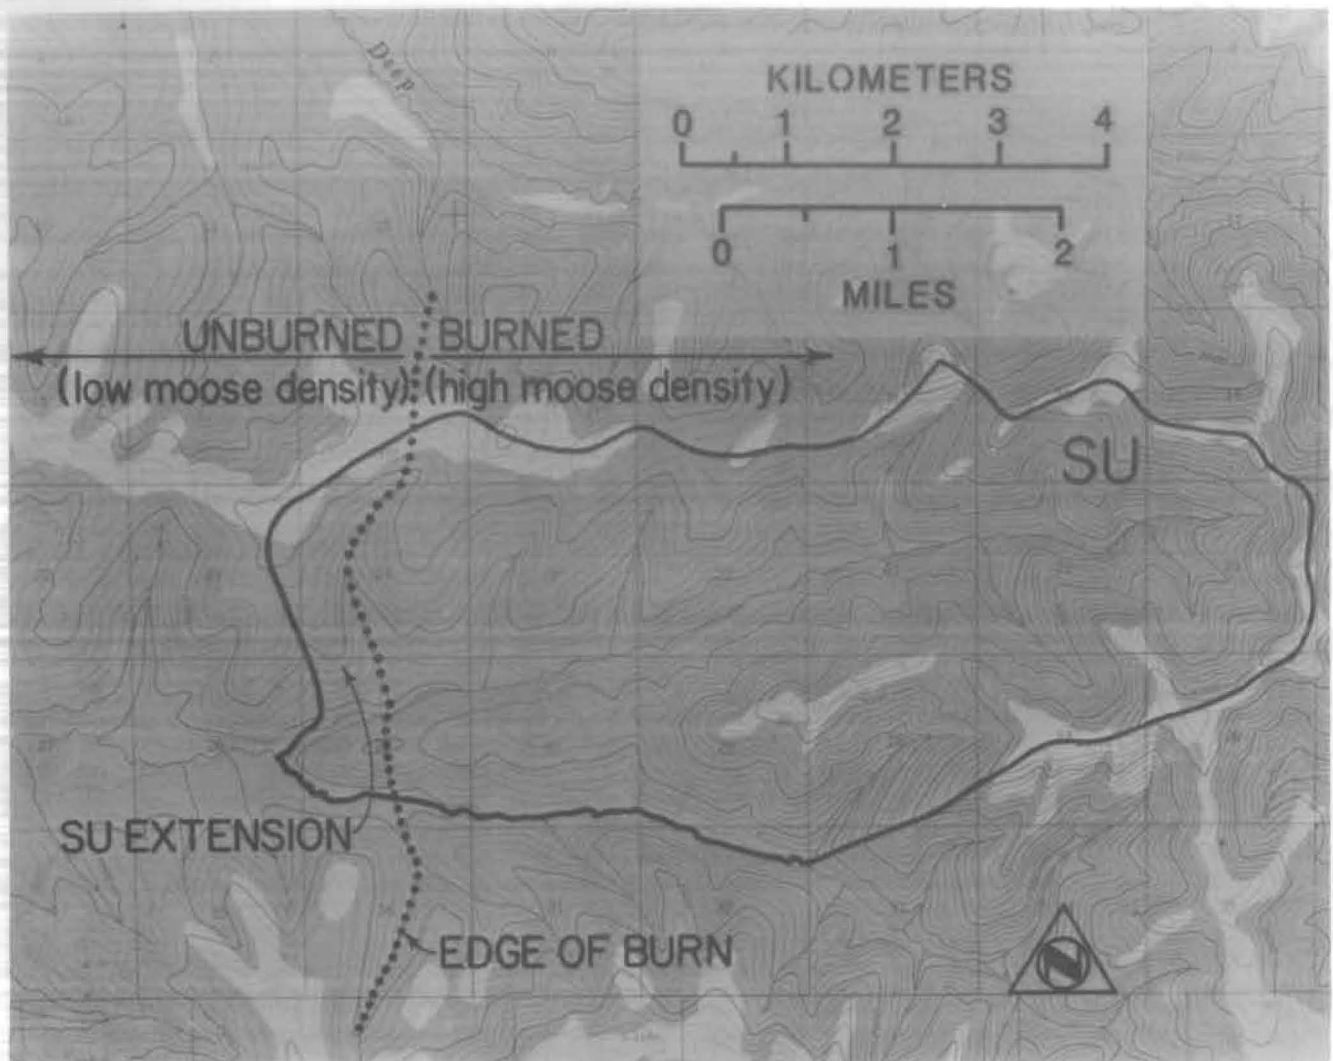 Deep
KILOMETERS
0 1 2 3 4
0 1 2
MILES
UNBURNED BURNED
(low moose density) (high moose density)
SU
SU EXTENSION
EDGE OF BURN
N